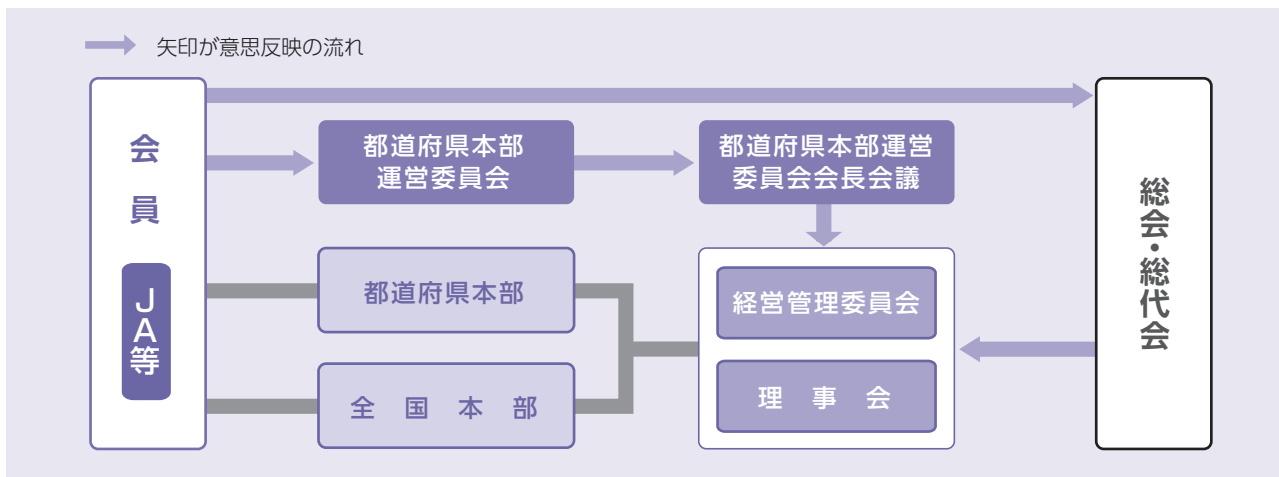 矢印が意思反映の流れ
会員
JA等
都道府県本部
運営委員会
都道府県本部運営
委員会会長会議
都道府県本部
全国本部
経営管理委員会
理事会
総会・総代会